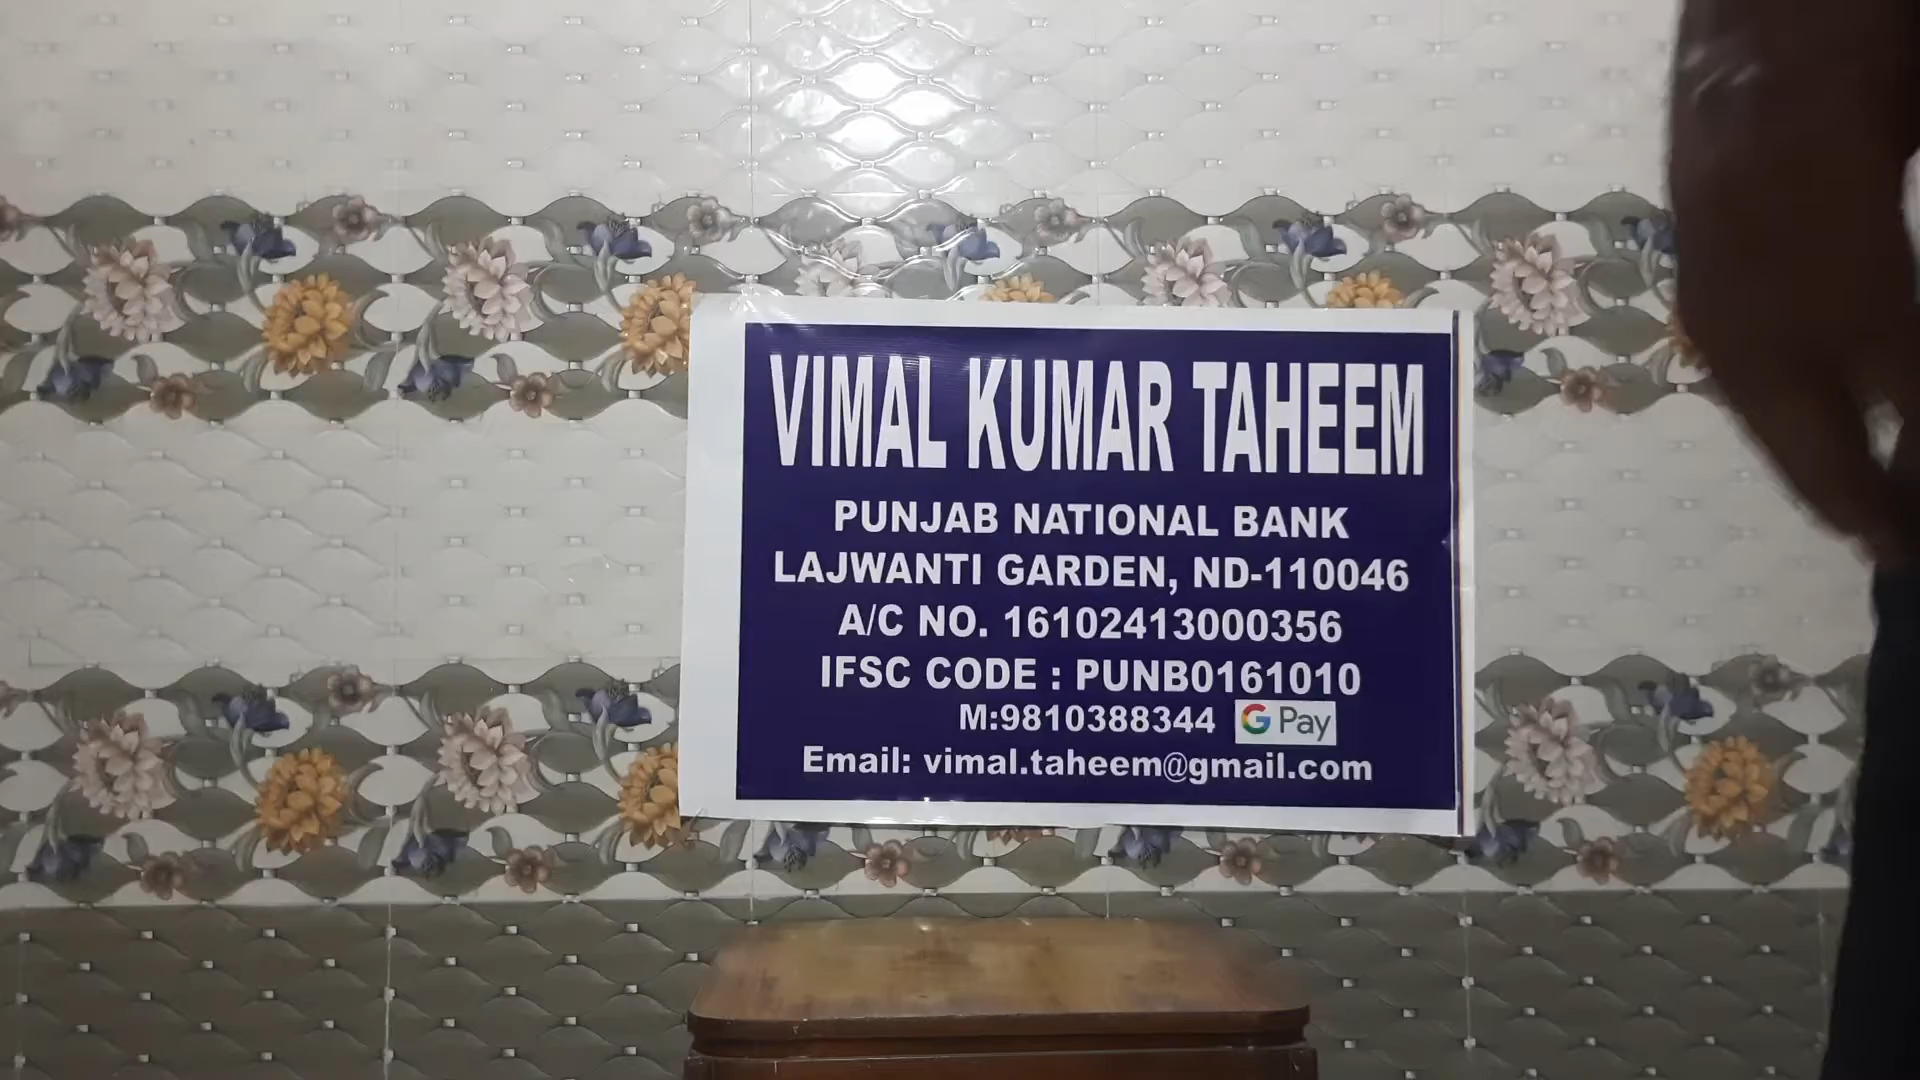 VIMAL KUMAR TAHEEM
PUNJAB NATIONAL BANK
LAJWANTI GARDEN, ND-110046
A/C NO. 16102413000356
IFSC CODE : PUNB0161010
M:9810388344 G Pay
Email: vimal.taheem@gmail.com